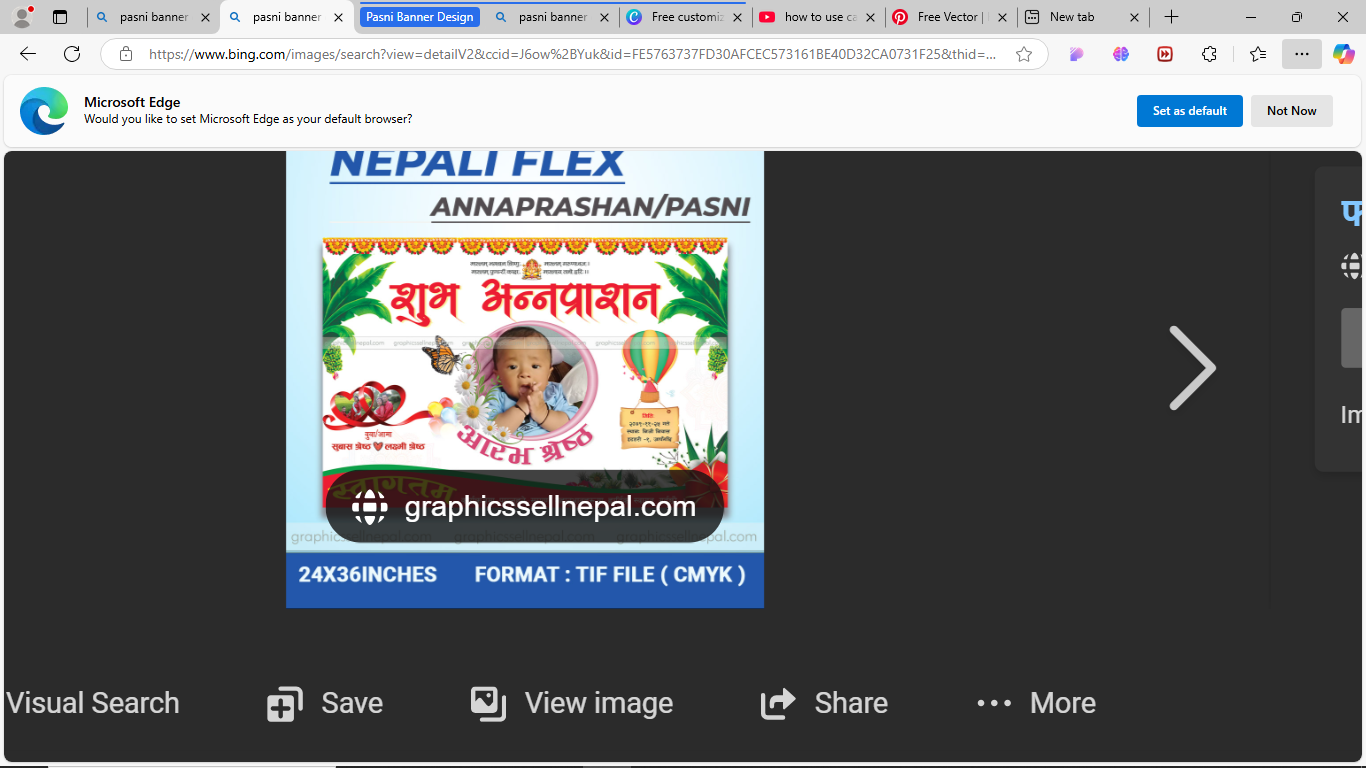 pasni banner
pasni banner
Pasni Banner Design
pasni banner
Free customiz
how to use ca
Free Vector |
New tab
https://www.bing.com/images/search?view=detailV2&ccid=J6ow%2BYuk&id=FE5763737FD30AFCEC573161BE40D32CA0731F25&thid=...
Microsoft Edge
Would you like to set Microsoft Edge as your default browser?
Set as default
Not Now
NEPALI FLEX
ANNAPRASHAN/PASNI
शुभ अन्नप्राशन
बुवा/आमा
सुबास श्रेष्ठ लक्ष्मी श्रेष्ठ
आरभ श्रेष्ठ
मिति:
स्वागतम्
graphicssellnepal.com
24X36INCHES FORMAT : TIF FILE ( CMYK )
Visual Search
Save
View image
Share
More